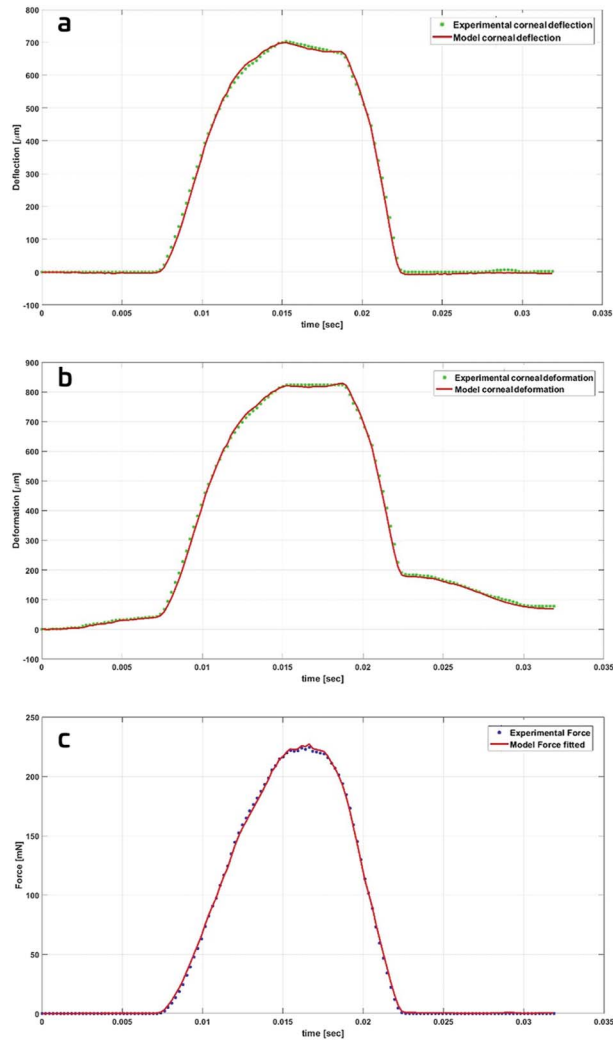 a
Experimental corneal deflection
Model corneal deflection
800
700
600
500
400
300
200
100
0
-100
Deflection [μm]
0 0.005 0.01 0.015 0.02 0.025 0.03 0.035
time [sec]
b
Experimental corneal deformation
Model corneal deformation
900
800
700
600
500
400
300
200
100
0
-100
Deformation [μm]
0 0.005 0.01 0.015 0.02 0.025 0.03 0.035
time [sec]
c
Experimental Force
Model Force fitted
250
200
150
100
50
0
Force [mN]
0 0.005 0.01 0.015 0.02 0.025 0.03 0.035
time [sec]